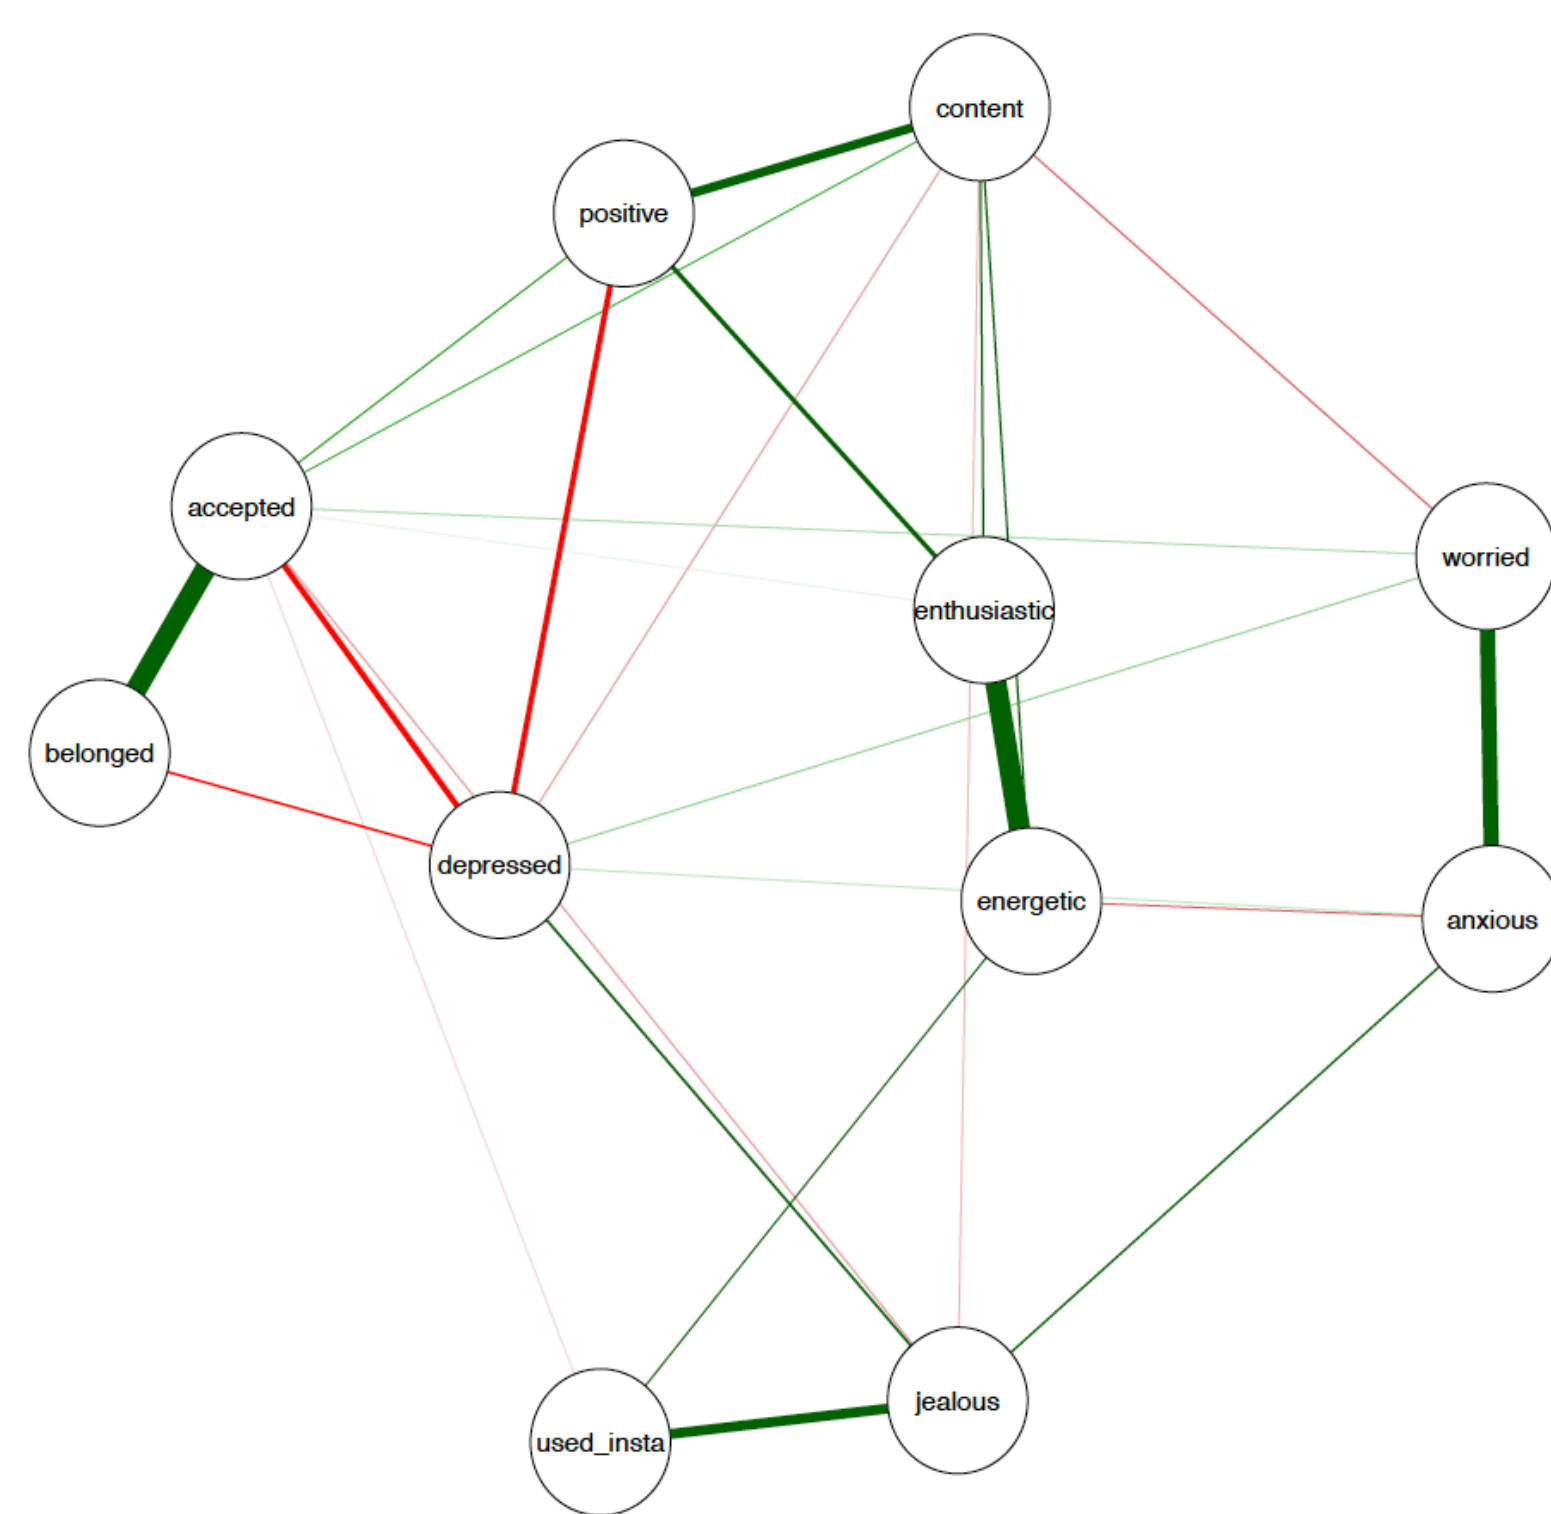 content
positive
accepted
worried
enthusiastic
belonged
depressed
energetic
anxious
jealous
used_insta